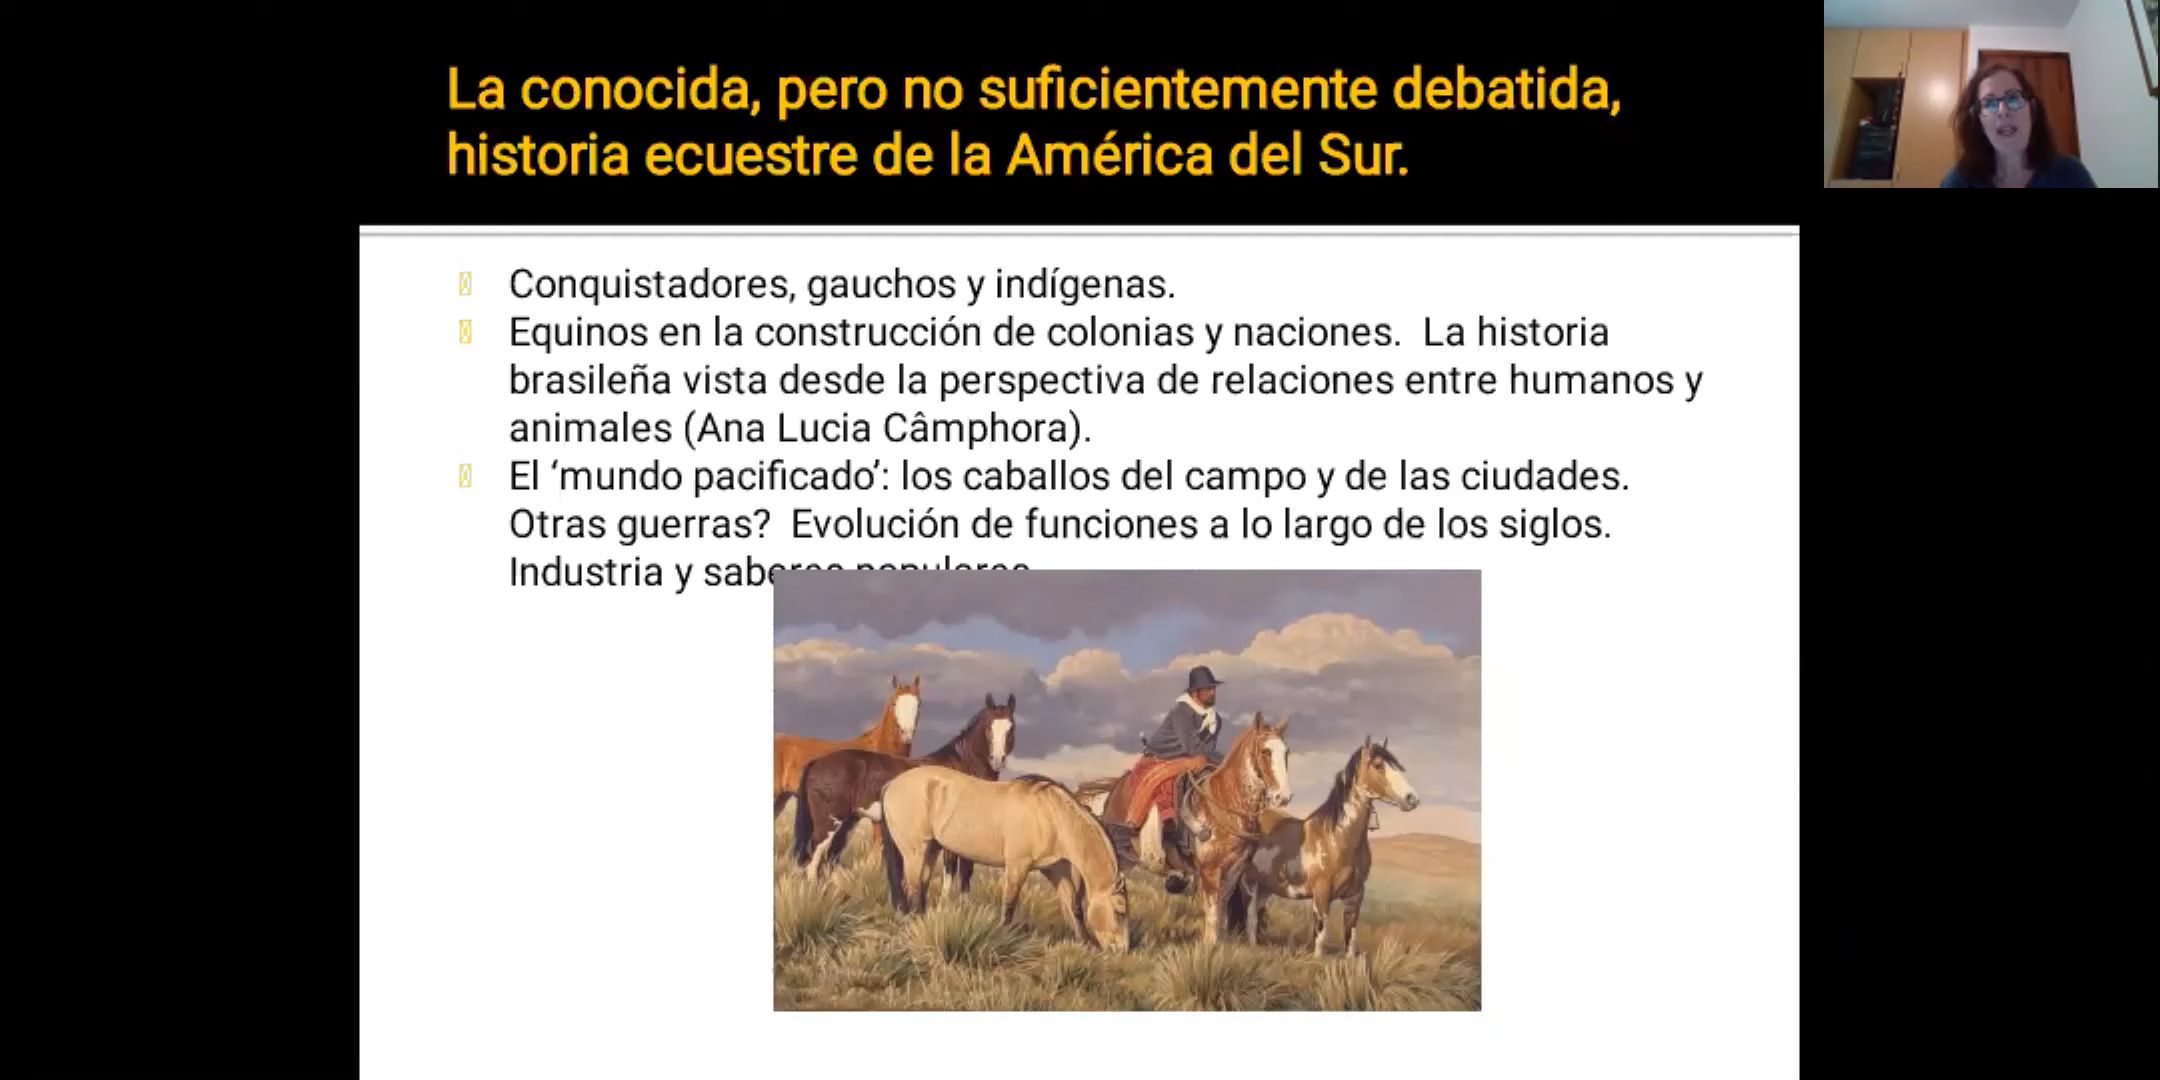 La conocida, pero no suficientemente debatida,
historia ecuestre de la América del Sur.
Conquistadores, gauchos y indígenas.
Equinos en la construcción de colonias y naciones.  La historia
brasileña vista desde la perspectiva de relaciones entre humanos y
animales (Ana Lucia Câmphora).
El ‘mundo pacificado’: los caballos del campo y de las ciudades.
Otras guerras?  Evolución de funciones a lo largo de los siglos.
Industria y saberes populares